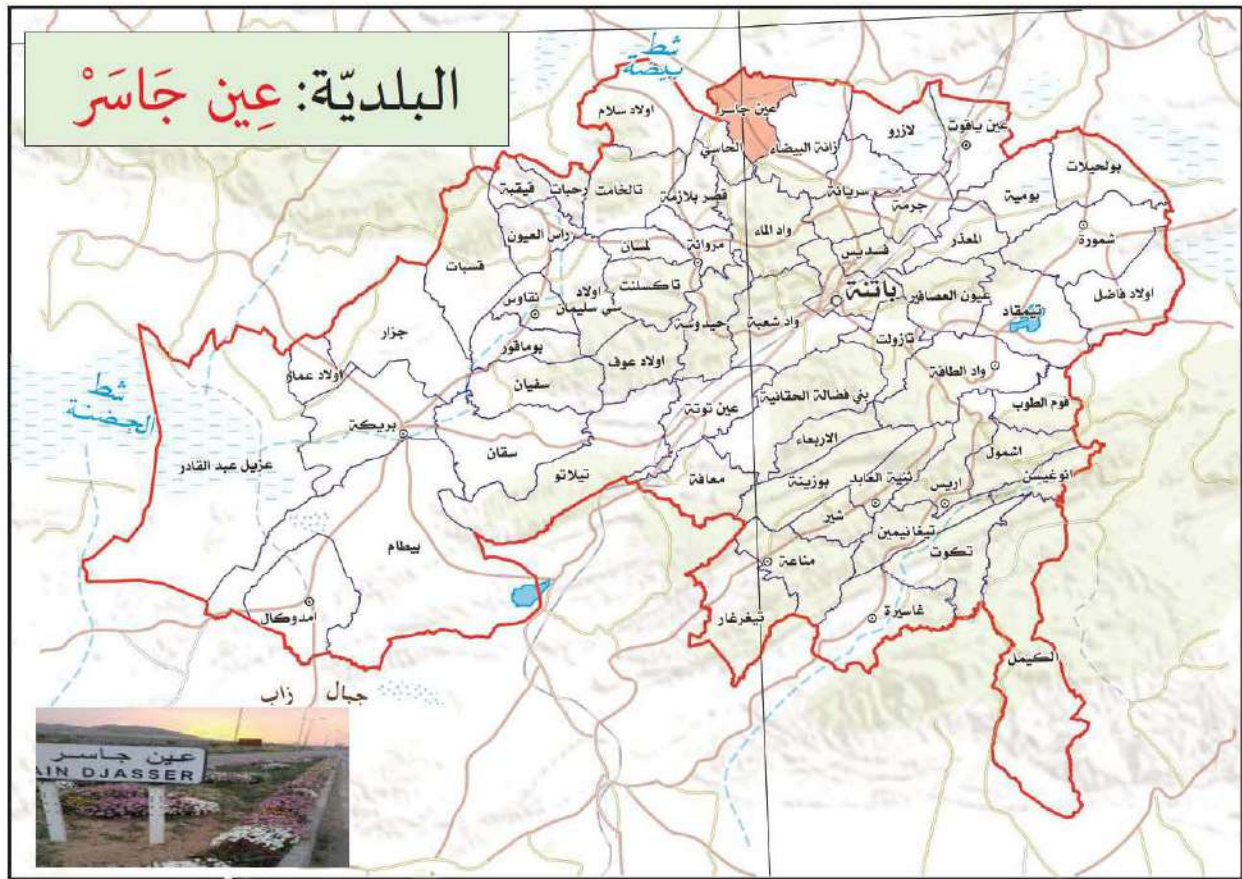 البلديّة: عِين جَاسَرْ
شط
بيضة
عين جاسر
اولاد سلام
الحاسي
زانة البيضاء
لازرو
عين ياقوت
بولحيلات
بومية
قيقبة
رحبات
تالخامت
قصر بلازمة
سريانة
جرمة
واد الماء
راس العيون
لمسان
مروانة
فسديس
المعذر
شمورة
قسبات
تاكسلنت
اولاد
سي سليمان
نقاوس
باتنة
عيون العصافير
تيمقاد
اولاد فاضل
جزار
حيدوسة
واد شعبة
تازولت
بوماقور
اولاد عوف
سفيان
واد الطاقة
اولاد عمار
بني فضالة الحقانية
فوم الطوب
شط
الحضنة
عين توتة
بريكة
الاربعاء
اشمول
سقان
عزيل عبد القادر
تيلاتو
معافة
بوزينة
ثنية العابد
اريس
انوغيسن
شير
تيغانيمين
تكوت
بيطام
مناعة
امدوكال
تيغرغار
غاسيرة
الكيمل
جبال زاب
عين جاسر
AIN DJASSER